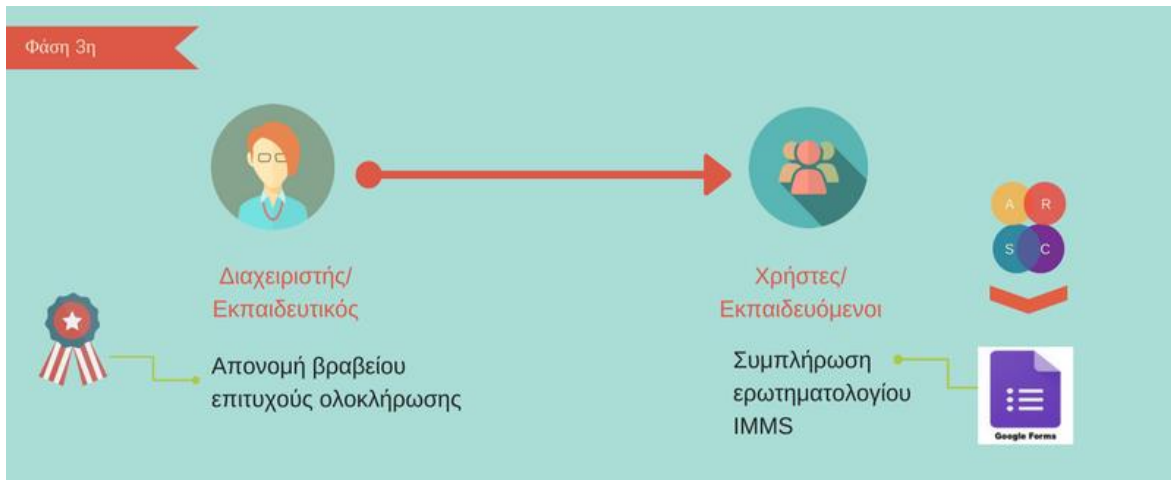 Φάση 3η
Διαχειριστής/
Εκπαιδευτικός
Απονομή βραβείου
επιτυχούς ολοκλήρωσης
Χρήστες/
Εκπαιδευόμενοι
Συμπλήρωση
ερωτηματολογίου
IMMS
A R
S C
Google Forms